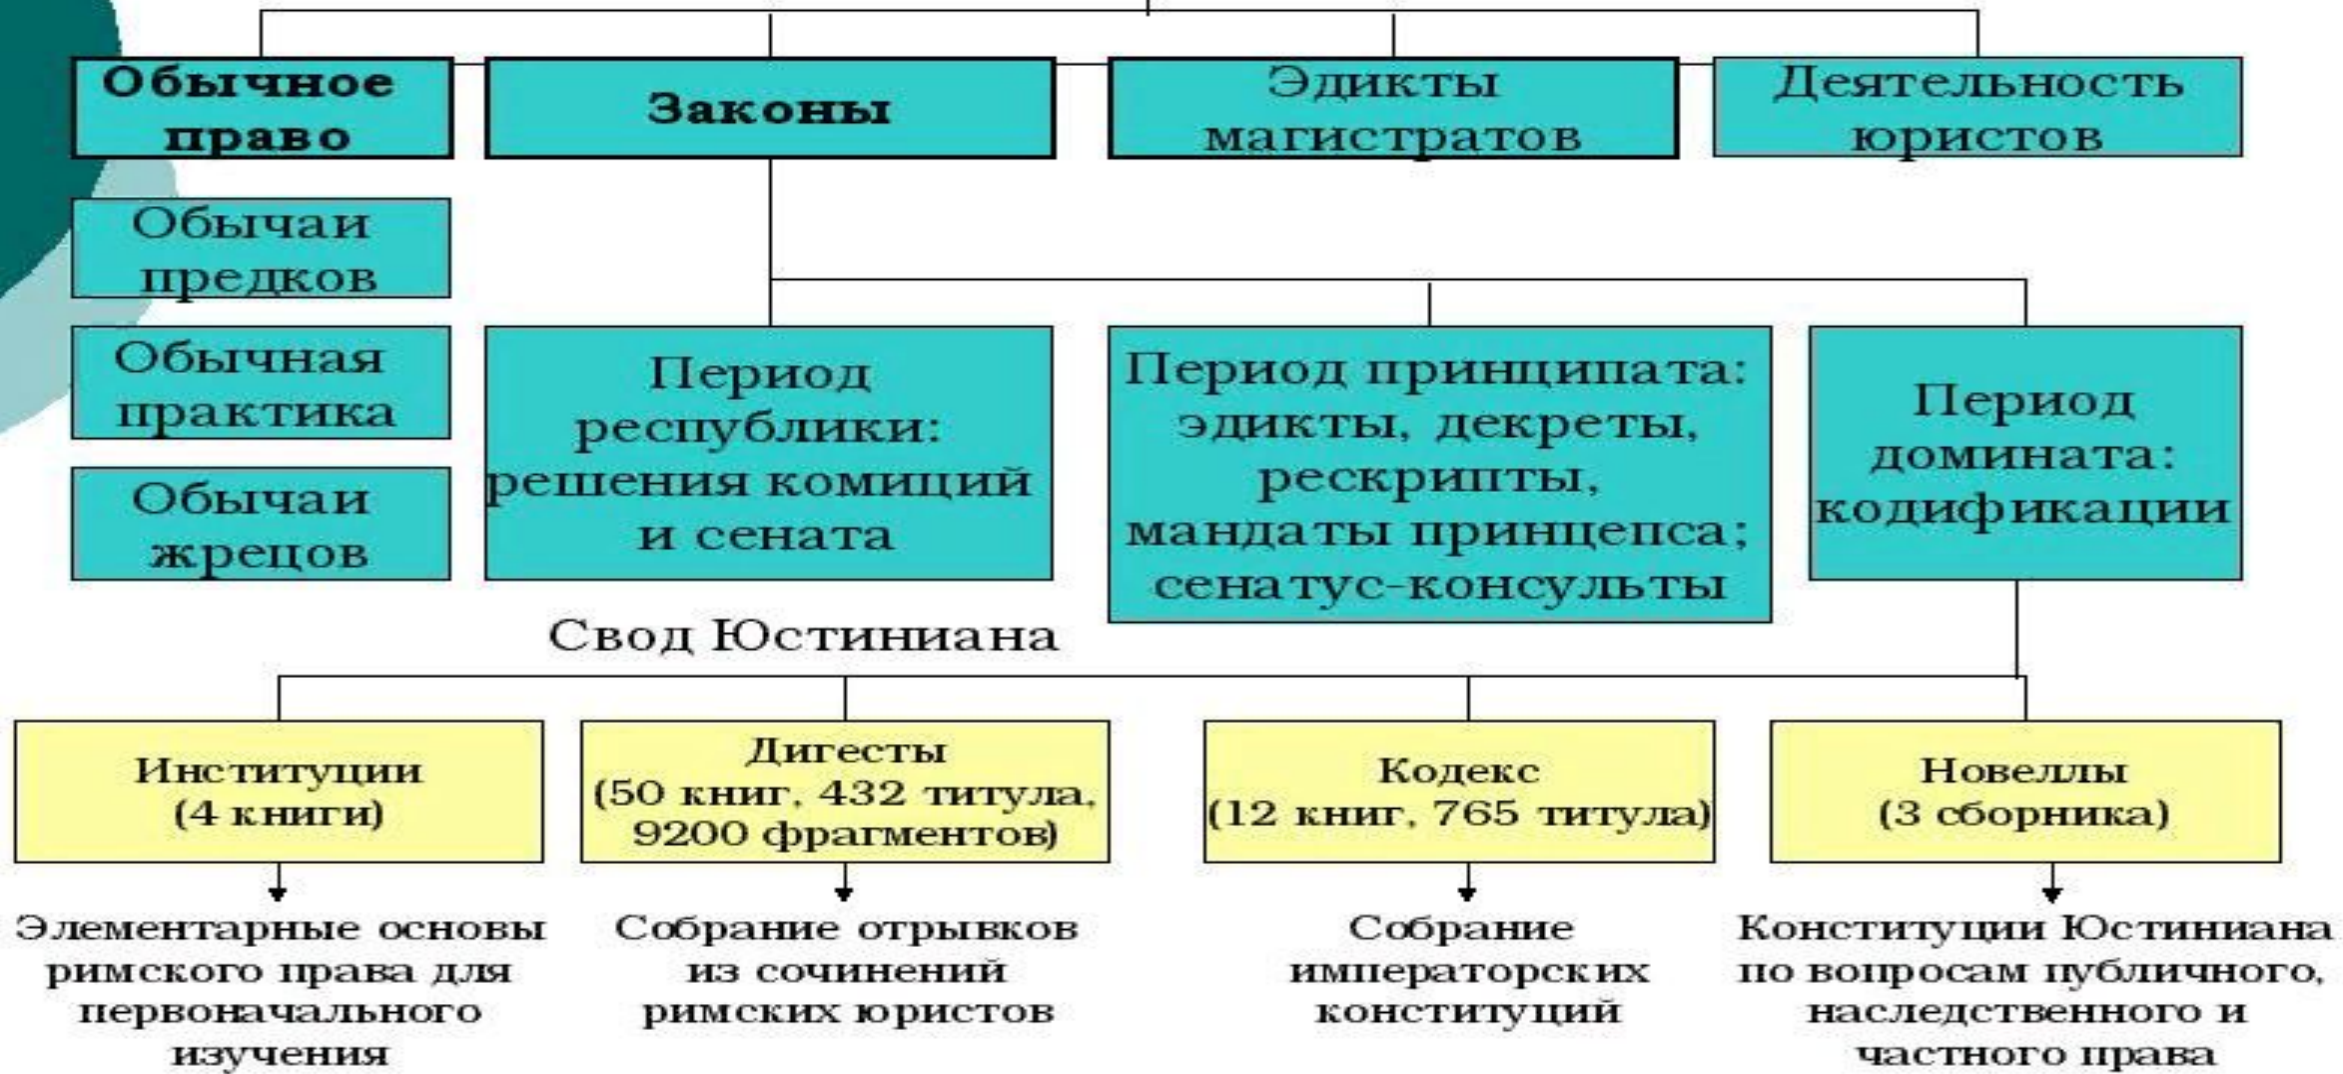 Обычное
право
Законы
Эдикты
магистратов
Деятельность
юристов
Обычаи
предков
Обычная
практика
Обычаи
жрецов
Период
республики:
решения комиций
и сената
Период принципата:
эдикты, декреты,
рескрипты,
мандаты принцепса;
сенатус-консульты
Период
домината:
кодификации
Свод Юстиниана
Институции
(4 книги)
Дигесты
(50 книг, 432 титула,
9200 фрагментов)
Кодекс
(12 книг, 765 титула)
Новеллы
(3 сборника)
Элементарные основы
римского права для
первоначального
изучения
Собрание отрывков
из сочинений
римских юристов
Собрание
императорских
конституций
Конституции Юстиниана
по вопросам публичного,
наследственного и
частного права